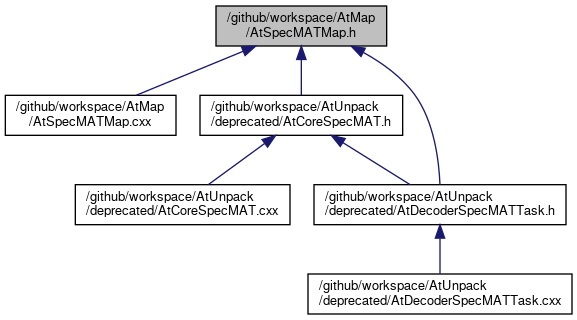 /github/workspace/AtMap
/AtSpecMATMap.h
/github/workspace/AtMap
/AtSpecMATMap.cxx
/github/workspace/AtUnpack
/deprecated/AtCoreSpecMAT.h
/github/workspace/AtUnpack
/deprecated/AtCoreSpecMAT.cxx
/github/workspace/AtUnpack
/deprecated/AtDecoderSpecMATTask.h
/github/workspace/AtUnpack
/deprecated/AtDecoderSpecMATTask.cxx